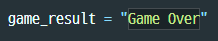 game_result = "Game Over"